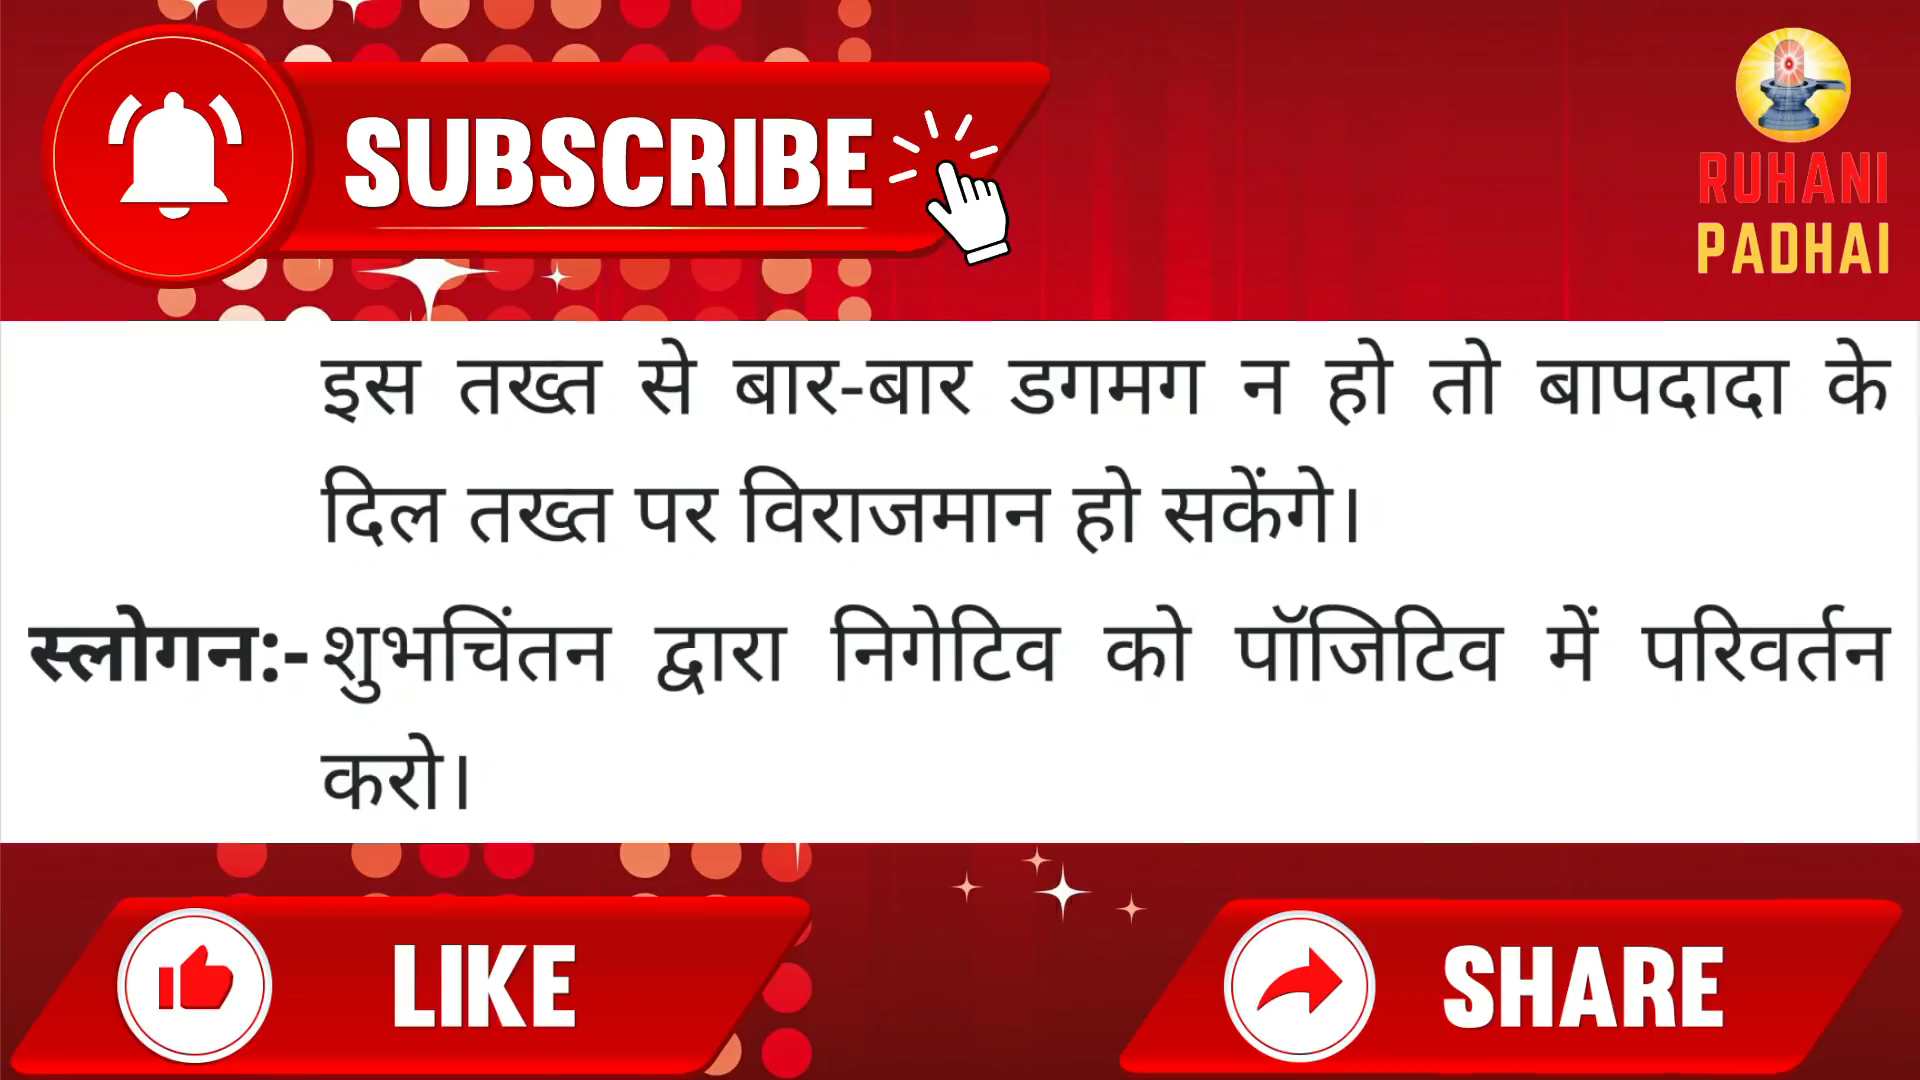 SUBSCRIBE
RUHANI
PADHAI
इस तख्त से बार-बार डगमग न हो तो बापदादा के
दिल तख्त पर विराजमान हो सकेंगे।
स्लोगन:- शुभचिंतन द्वारा निगेटिव को पॉजिटिव में परिवर्तन
करो।
LIKE
SHARE